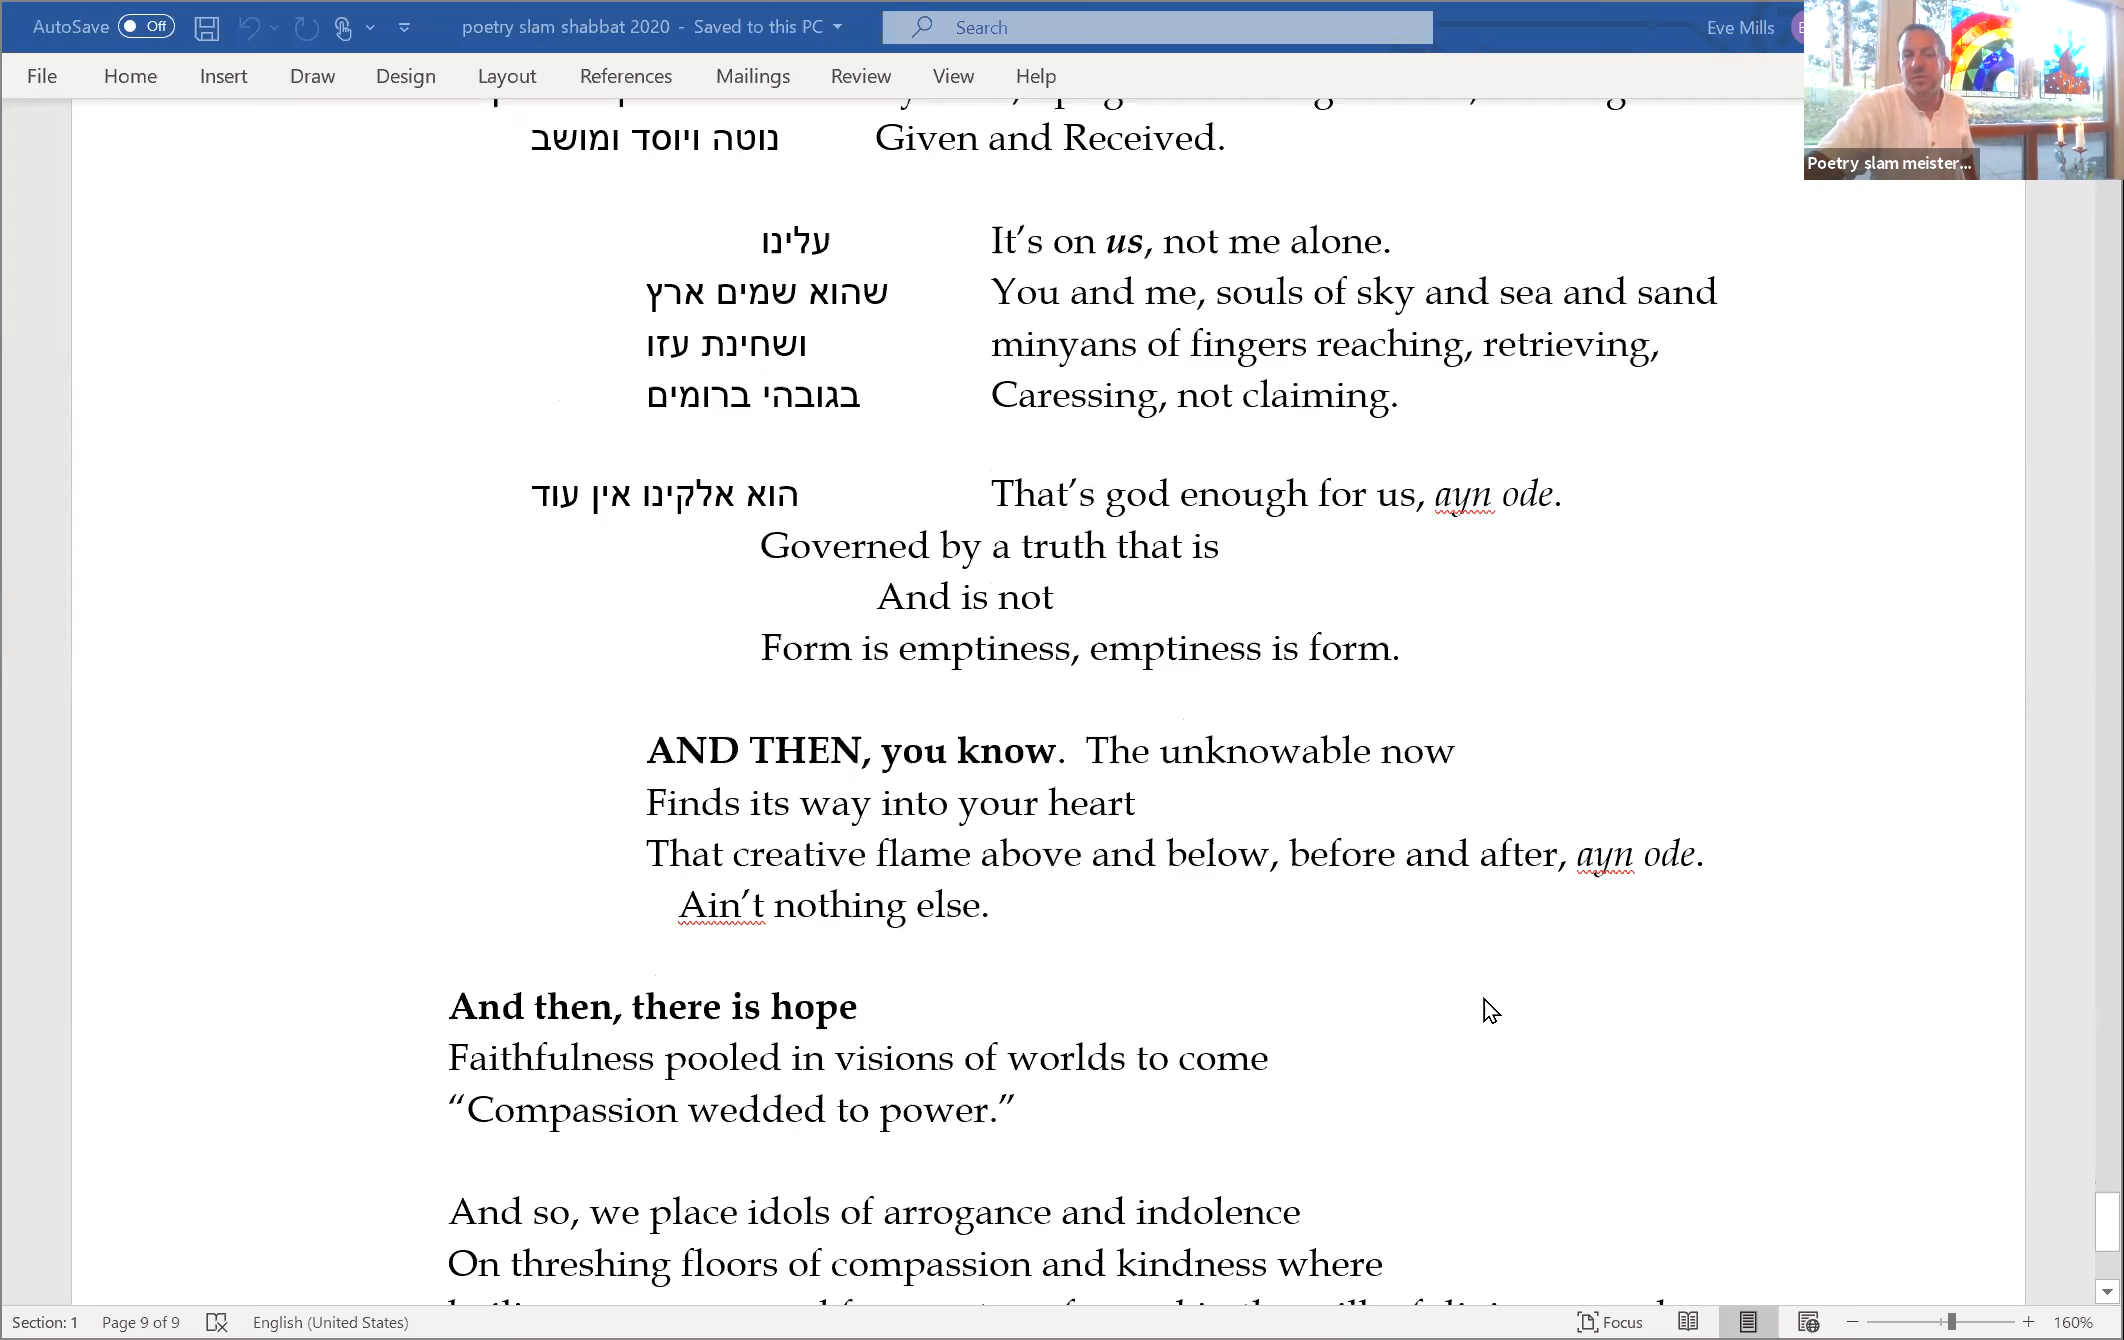 AutoSave Off poetry slam shabbat 2020 - Saved to this PC Search Eve Mills
File Home Insert Draw Design Layout References Mailings Review View Help
Poetry slam meister...
נוטה ויוסד ומושב Given and Received.
עלינו It’s on us, not me alone.
שהוא שמים ארץ You and me, souls of sky and sea and sand
ושחינת עזו minyans of fingers reaching, retrieving,
בגובהי ברומים Caressing, not claiming.
הוא אלקינו אין עוד That’s god enough for us, ayn ode.
Governed by a truth that is
And is not
Form is emptiness, emptiness is form.
AND THEN, you know. The unknowable now
Finds its way into your heart
That creative flame above and below, before and after, ayn ode.
Ain’t nothing else.
And then, there is hope
Faithfulness pooled in visions of worlds to come
“Compassion wedded to power.”
And so, we place idols of arrogance and indolence
On threshing floors of compassion and kindness where
Section: 1 Page 9 of 9 English (United States) Focus 160%